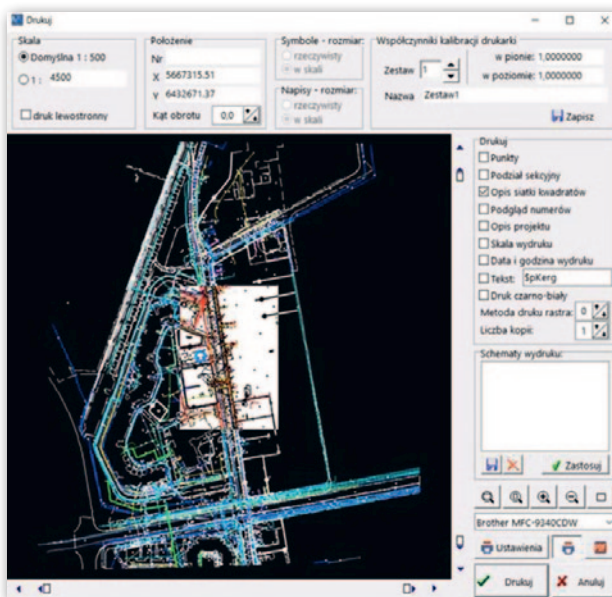 Drukuj
Skala
Domyślna 1 : 500
1 : 4500
druk lewostronny
Położenie
Nr
X 5667315.51
Y 6432671.37
Kąt obrotu 0,0
Symbole - rozmiar:
rzeczywisty
w skali
Napisy - rozmiar:
rzeczywisty
w skali
Współczynniki kalibracji drukarki
Zestaw 1
w pionie: 1,0000000
w poziomie: 1,0000000
Nazwa Zestaw1
Zapisz
Drukuj
Punkty
Podział sekcyjny
Opis siatki kwadratów
Podgląd numerów
Opis projektu
Skala wydruku
Data i godzina wydruku
Tekst: $pKerg
Druk czarno-biały
Metoda druku rastra: 0
Liczba kopii: 1
Schematy wydruku:
Zastosuj
Brother MFC-9340CDW
Ustawienia
Drukuj
Anuluj